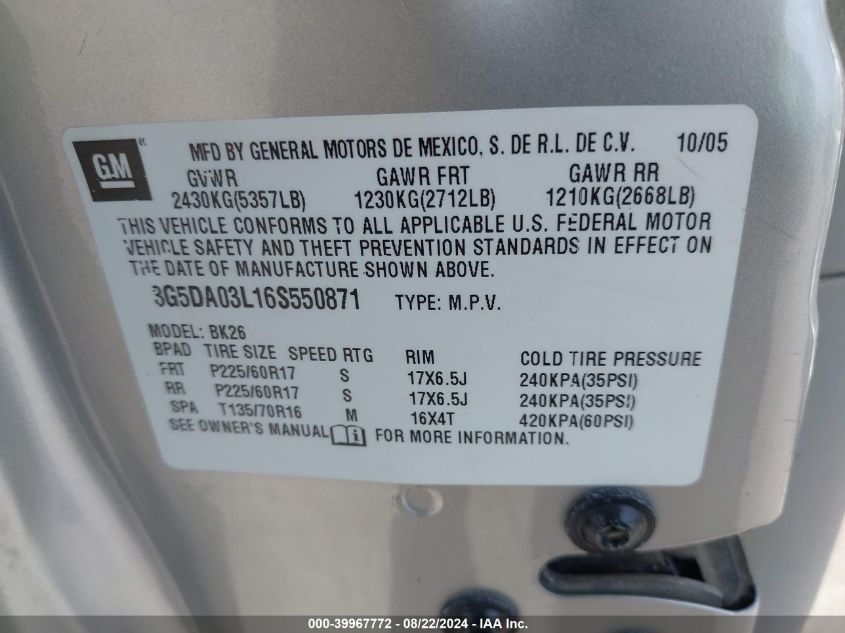 GM
MFD BY GENERAL MOTORS DE MEXICO, S. DE R.L. DE C.V. 10/05
GVWR GAWR FRT GAWR RR
2430KG(5357LB) 1230KG(2712LB) 1210KG(2668LB)
THIS VEHICLE CONFORMS TO ALL APPLICABLE U.S. FEDERAL MOTOR
VEHICLE SAFETY AND THEFT PREVENTION STANDARDS IN EFFECT ON
THE DATE OF MANUFACTURE SHOWN ABOVE.
3G5DA03L16S550871 TYPE: M.P.V.
MODEL: BK26
BPAD TIRE SIZE SPEED RTG RIM COLD TIRE PRESSURE
FRT P225/60R17 S 17X6.5J 240KPA(35PSI)
RR P225/60R17 S 17X6.5J 240KPA(35PSI)
SPA T135/70R16 M 16X4T 420KPA(60PSI)
SEE OWNER'S MANUAL FOR MORE INFORMATION.
000-39967772 - 08/22/2024 - IAA Inc.